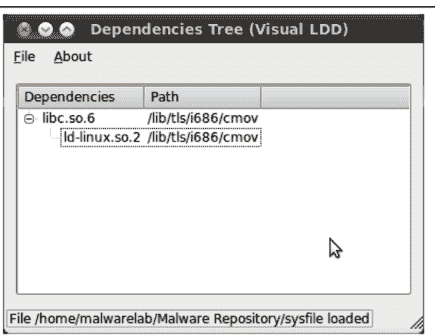 Dependencies Tree (Visual LDD)
File About
Dependencies Path
libc.so.6 /lib/tls/i686/cmov
ld-linux.so.2 /lib/tls/i686/cmov
File /home/malwarelab/Malware Repository/sysfile loaded